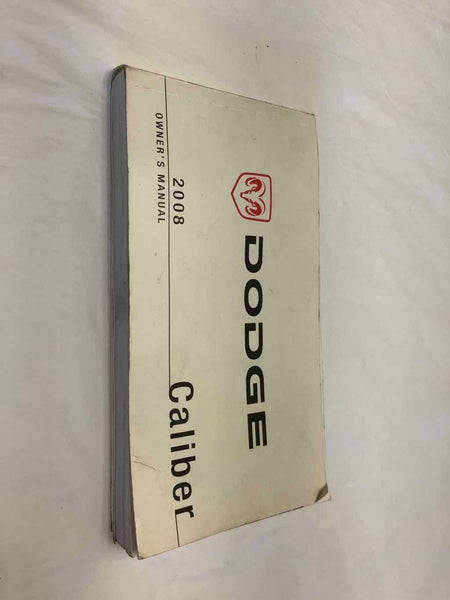 DODGE
2008 Caliber
OWNER'S MANUAL